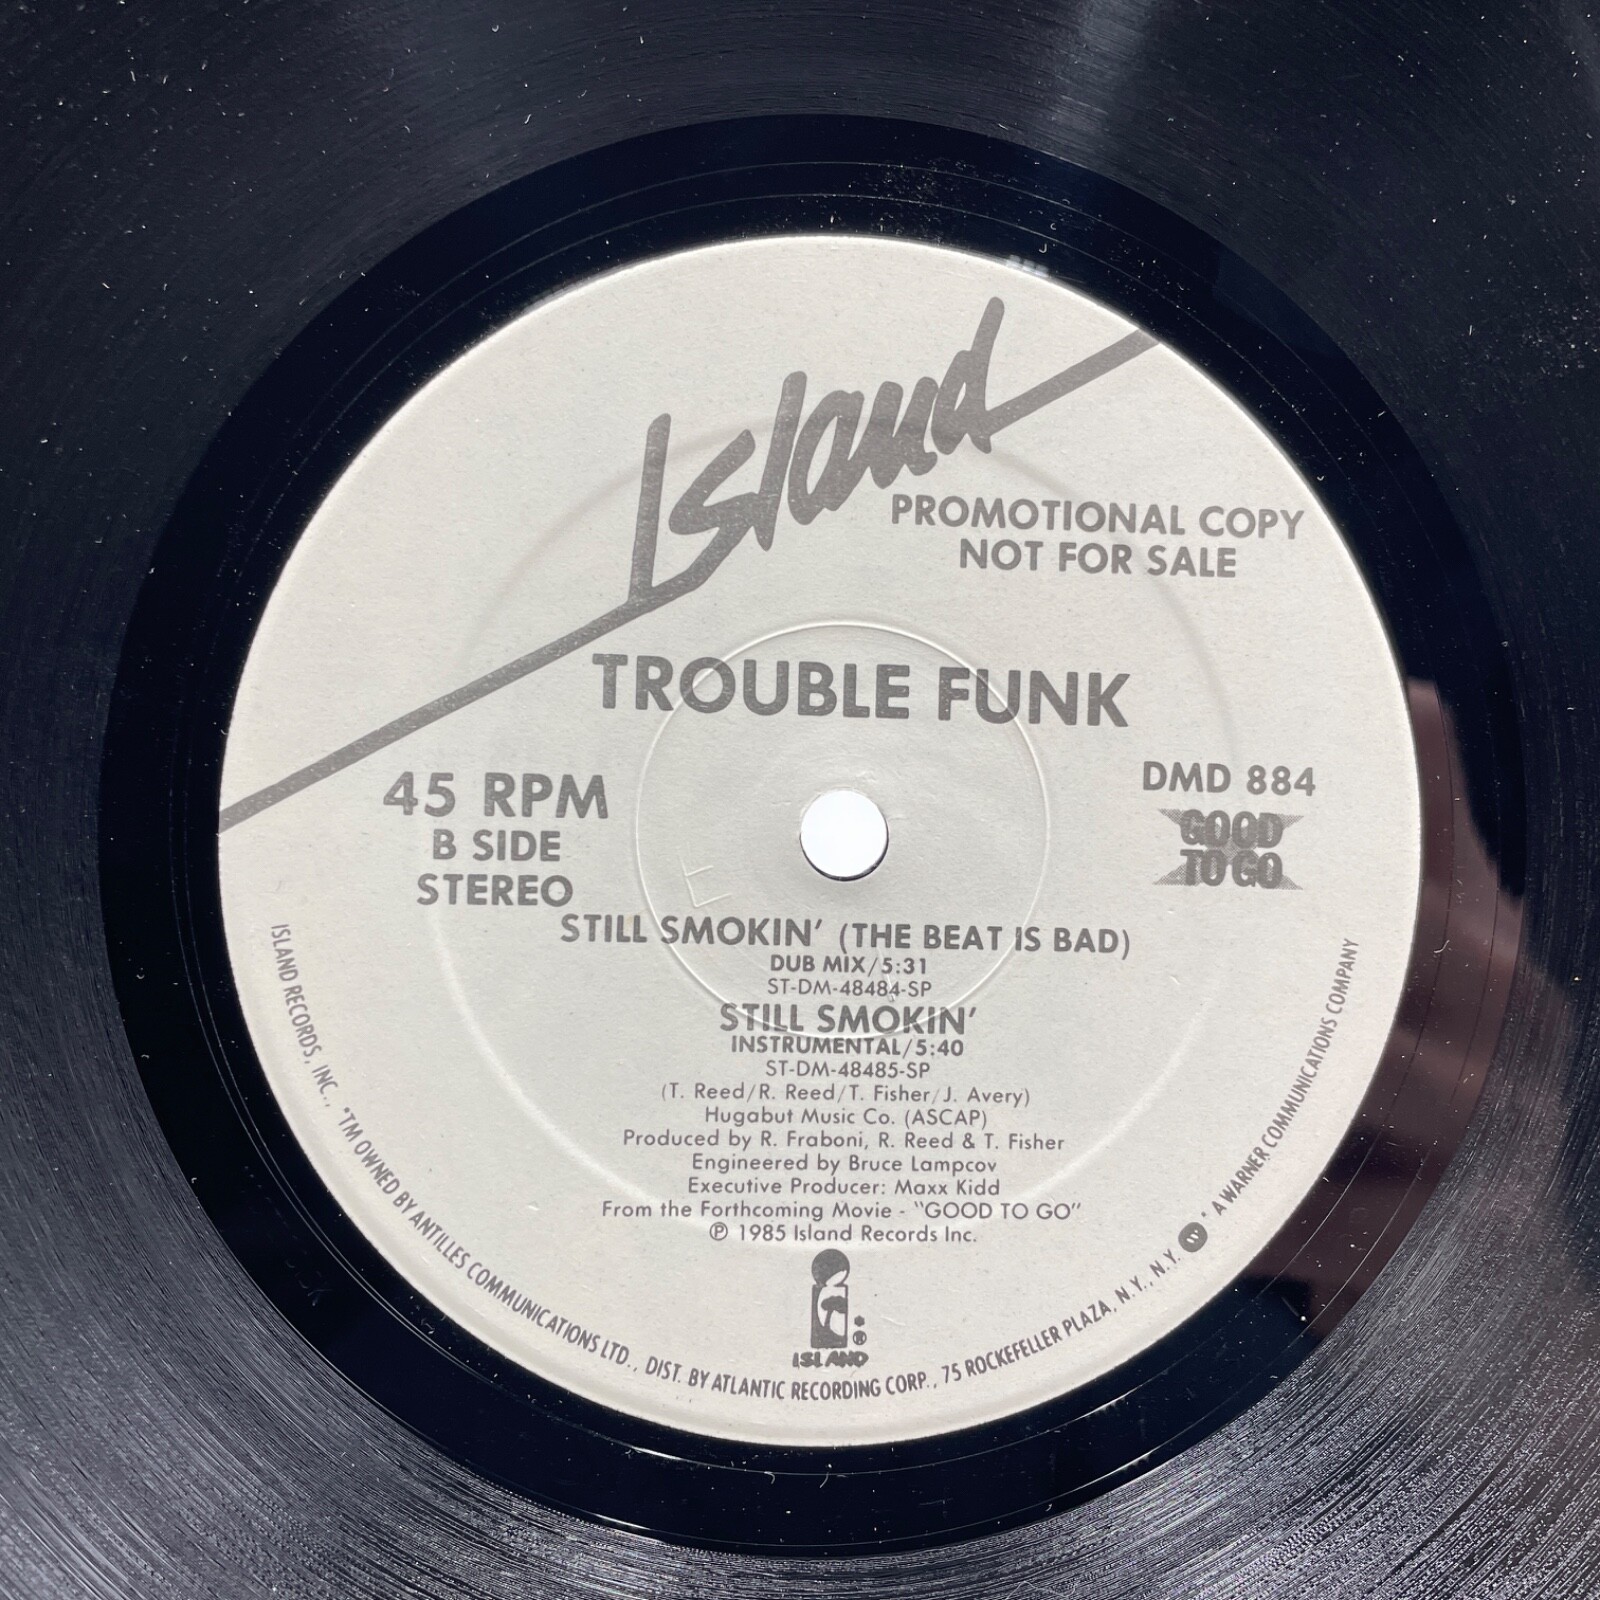 Island
PROMOTIONAL COPY
NOT FOR SALE
TROUBLE FUNK
45 RPM
B SIDE
STEREO
DMD 884
GOOD
TO GO
STILL SMOKIN' (THE BEAT IS BAD)
DUB MIX/5:31
ST-DM-48484-SP
STILL SMOKIN'
INSTRUMENTAL/5:40
ST-DM-48485-SP
(T. Reed/R. Reed/T. Fisher/J. Avery)
Hugabut Music Co. (ASCAP)
Produced by R. Fraboni, R. Reed & T. Fisher
Engineered by Bruce Lampcov
Executive Producer: Maxx Kidd
From the Forthcoming Movie - "GOOD TO GO"
℗ 1985 Island Records Inc.
*®
ISLAND
ISLAND RECORDS, INC., *TM OWNED BY ANTILLES COMMUNICATIONS LTD., DIST. BY ATLANTIC RECORDING CORP., 75 ROCKEFELLER PLAZA, N.Y., N.Y. * A WARNER COMMUNICATIONS COMPANY